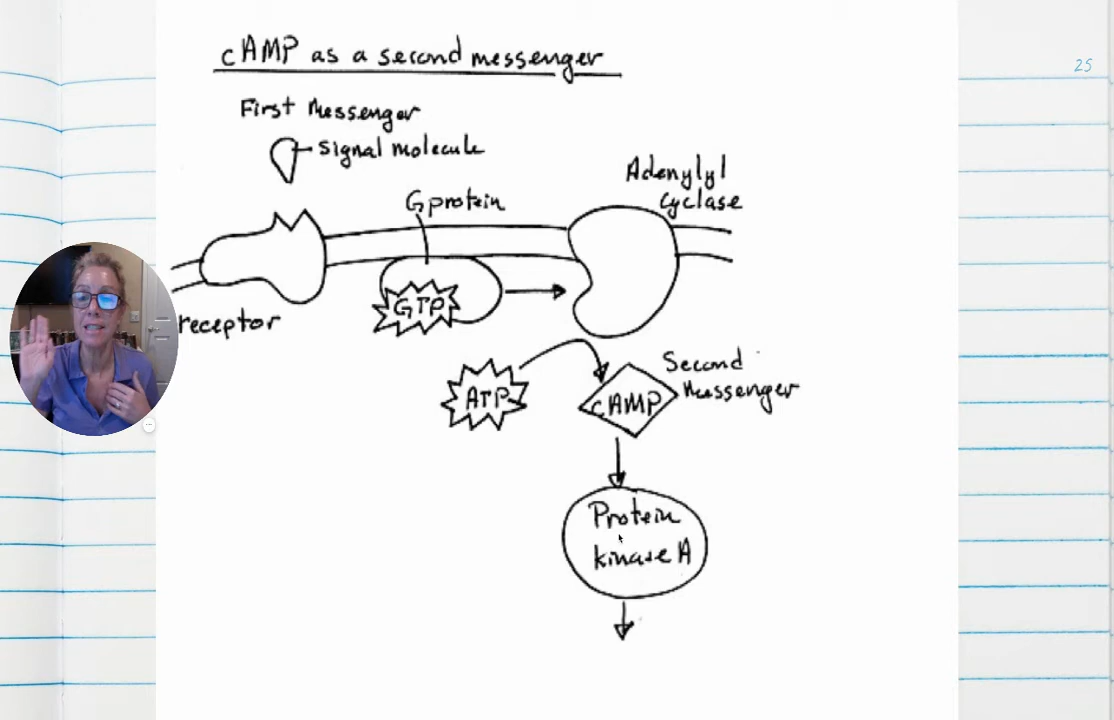 cAMP as a second messenger
25
First Messenger
signal molecule
Adenylyl
cyclase
G protein
GTP
receptor
ATP
cAMP
Second
Messenger
Protein
kinase A